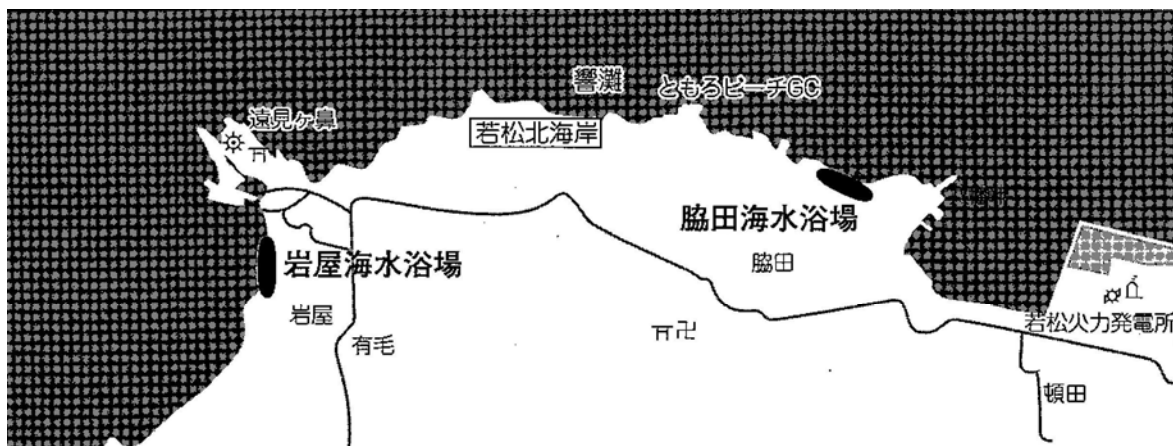 響灘
ともろビーチGC
遠見ヶ鼻
若松北海岸
脇田海水浴場
岩屋海水浴場
脇田
岩屋
有毛
若松火力発電所
頓田